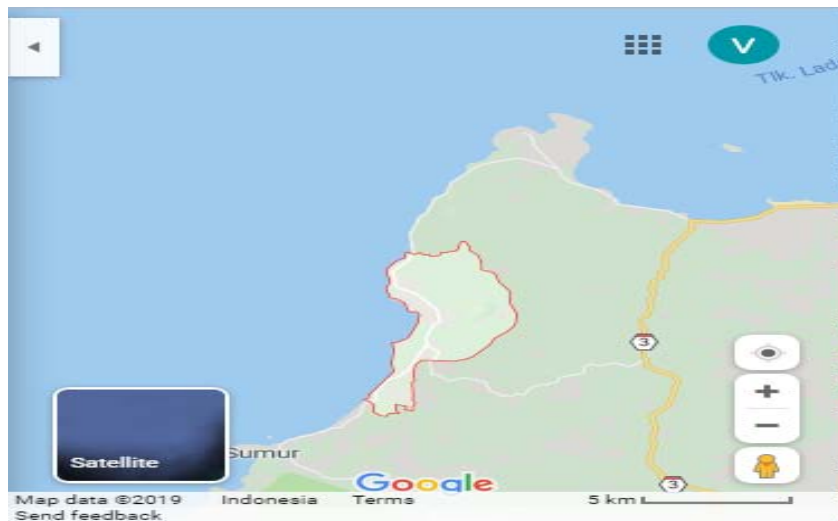 V
Tlk. Lad
3
Satellite
Sumur
Google
3
Map data ©2019 Indonesia Terms 5 km
Send feedback